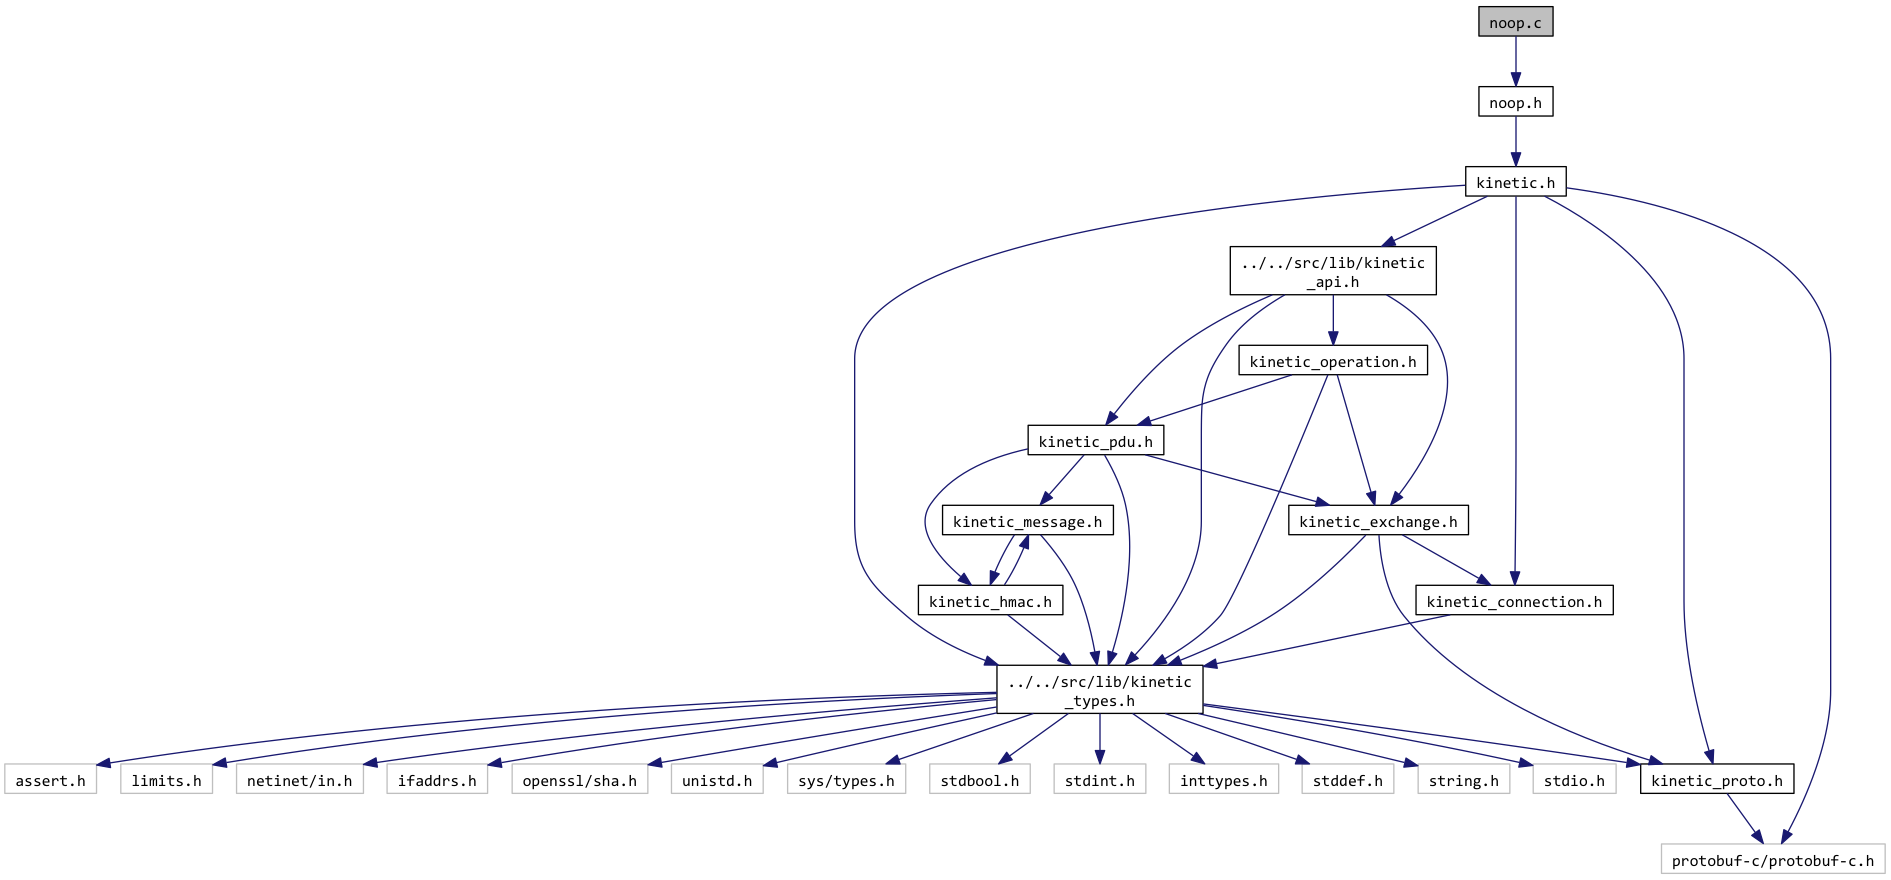 noop.c
noop.h
kinetic.h
../../src/lib/kinetic
_api.h
kinetic_operation.h
kinetic_pdu.h
kinetic_message.h
kinetic_exchange.h
kinetic_hmac.h
kinetic_connection.h
../../src/lib/kinetic
_types.h
assert.h
limits.h
netinet/in.h
ifaddrs.h
openssl/sha.h
unistd.h
sys/types.h
stdbool.h
stdint.h
inttypes.h
stddef.h
string.h
stdio.h
kinetic_proto.h
protobuf-c/protobuf-c.h